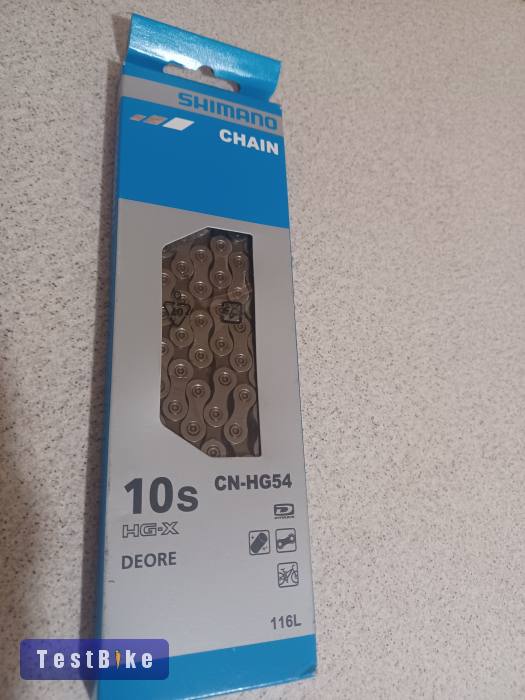 SHIMANO
CHAIN
10s
CN-HG54
HG-X
DEORE
116L
TestBike